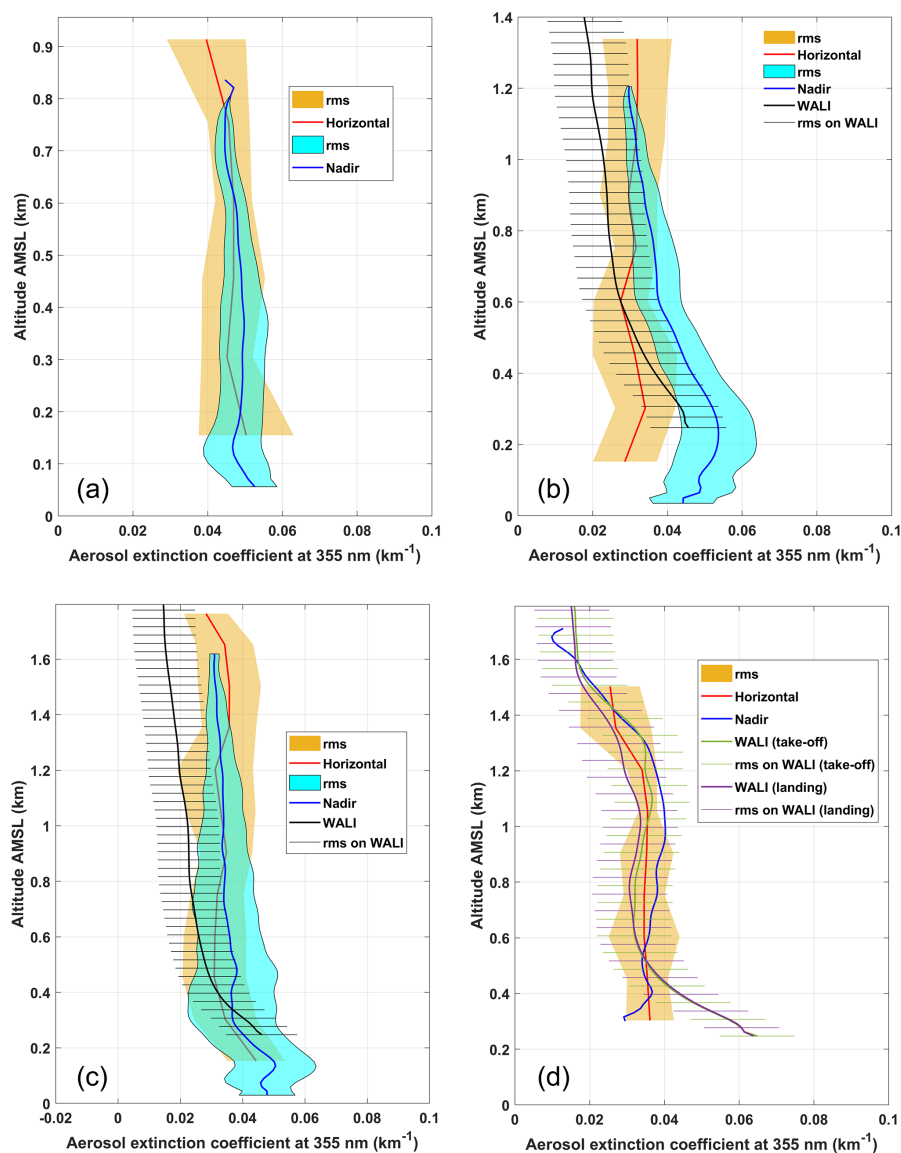 0.9
0.8
0.7
0.6
0.5
0.4
0.3
0.2
0.1
0
Altitude AMSL (km)
rms
Horizontal
rms
Nadir
(a)
0 0.02 0.04 0.06 0.08 0.1
Aerosol extinction coefficient at 355 nm (km-1)
1.4
1.2
1
0.8
0.6
0.4
0.2
0
Altitude AMSL (km)
rms
Horizontal
rms
Nadir
WALI
rms on WALI
(b)
0 0.02 0.04 0.06 0.08 0.1
Aerosol extinction coefficient at 355 nm (km-1)
1.6
1.4
1.2
1
0.8
0.6
0.4
0.2
0
Altitude AMSL (km)
rms
Horizontal
rms
Nadir
WALI
rms on WALI
(c)
-0.02 0 0.02 0.04 0.06 0.08 0.1
Aerosol extinction coefficient at 355 nm (km-1)
1.6
1.4
1.2
1
0.8
0.6
0.4
0.2
0
Altitude AMSL (km)
rms
Horizontal
Nadir
WALI (take-off)
rms on WALI (take-off)
WALI (landing)
rms on WALI (landing)
(d)
0 0.02 0.04 0.06 0.08 0.1
Aerosol extinction coefficient at 355 nm (km-1)